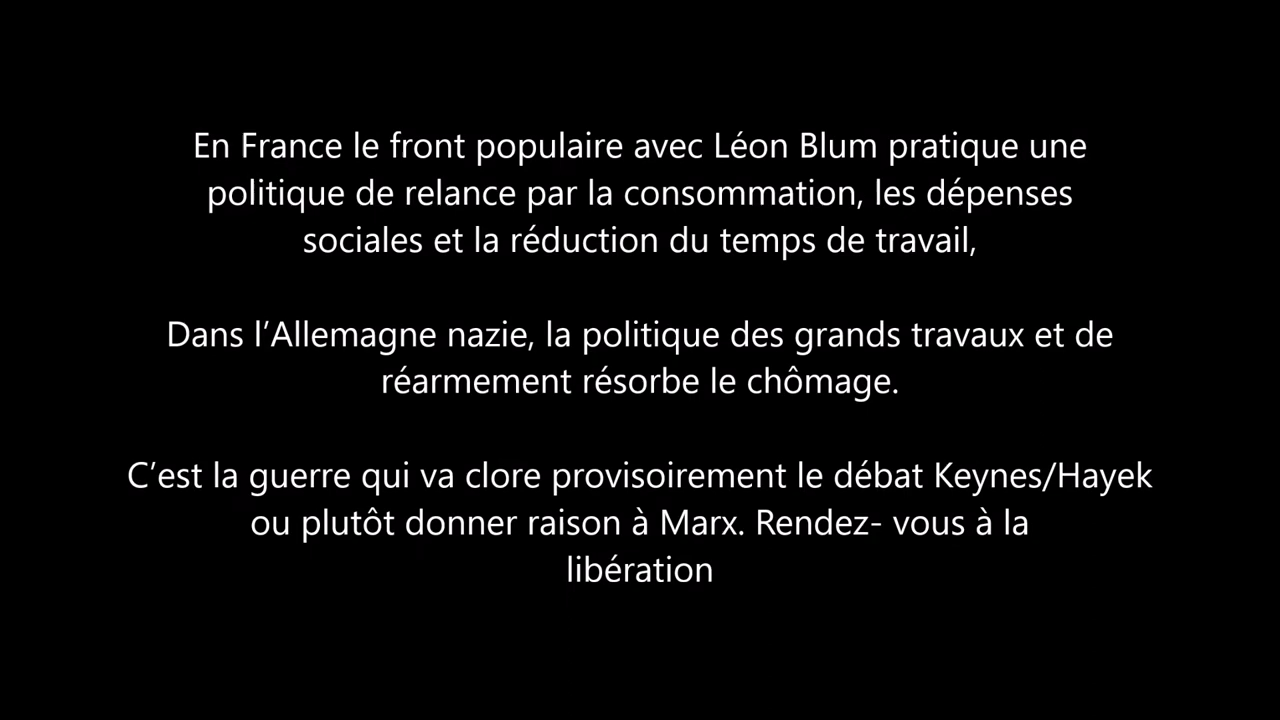 En France le front populaire avec Léon Blum pratique une
politique de relance par la consommation, les dépenses
sociales et la réduction du temps de travail,
Dans l’Allemagne nazie, la politique des grands travaux et de
réarmement résorbe le chômage.
C’est la guerre qui va clore provisoirement le débat Keynes/Hayek
ou plutôt donner raison à Marx. Rendez- vous à la
libération